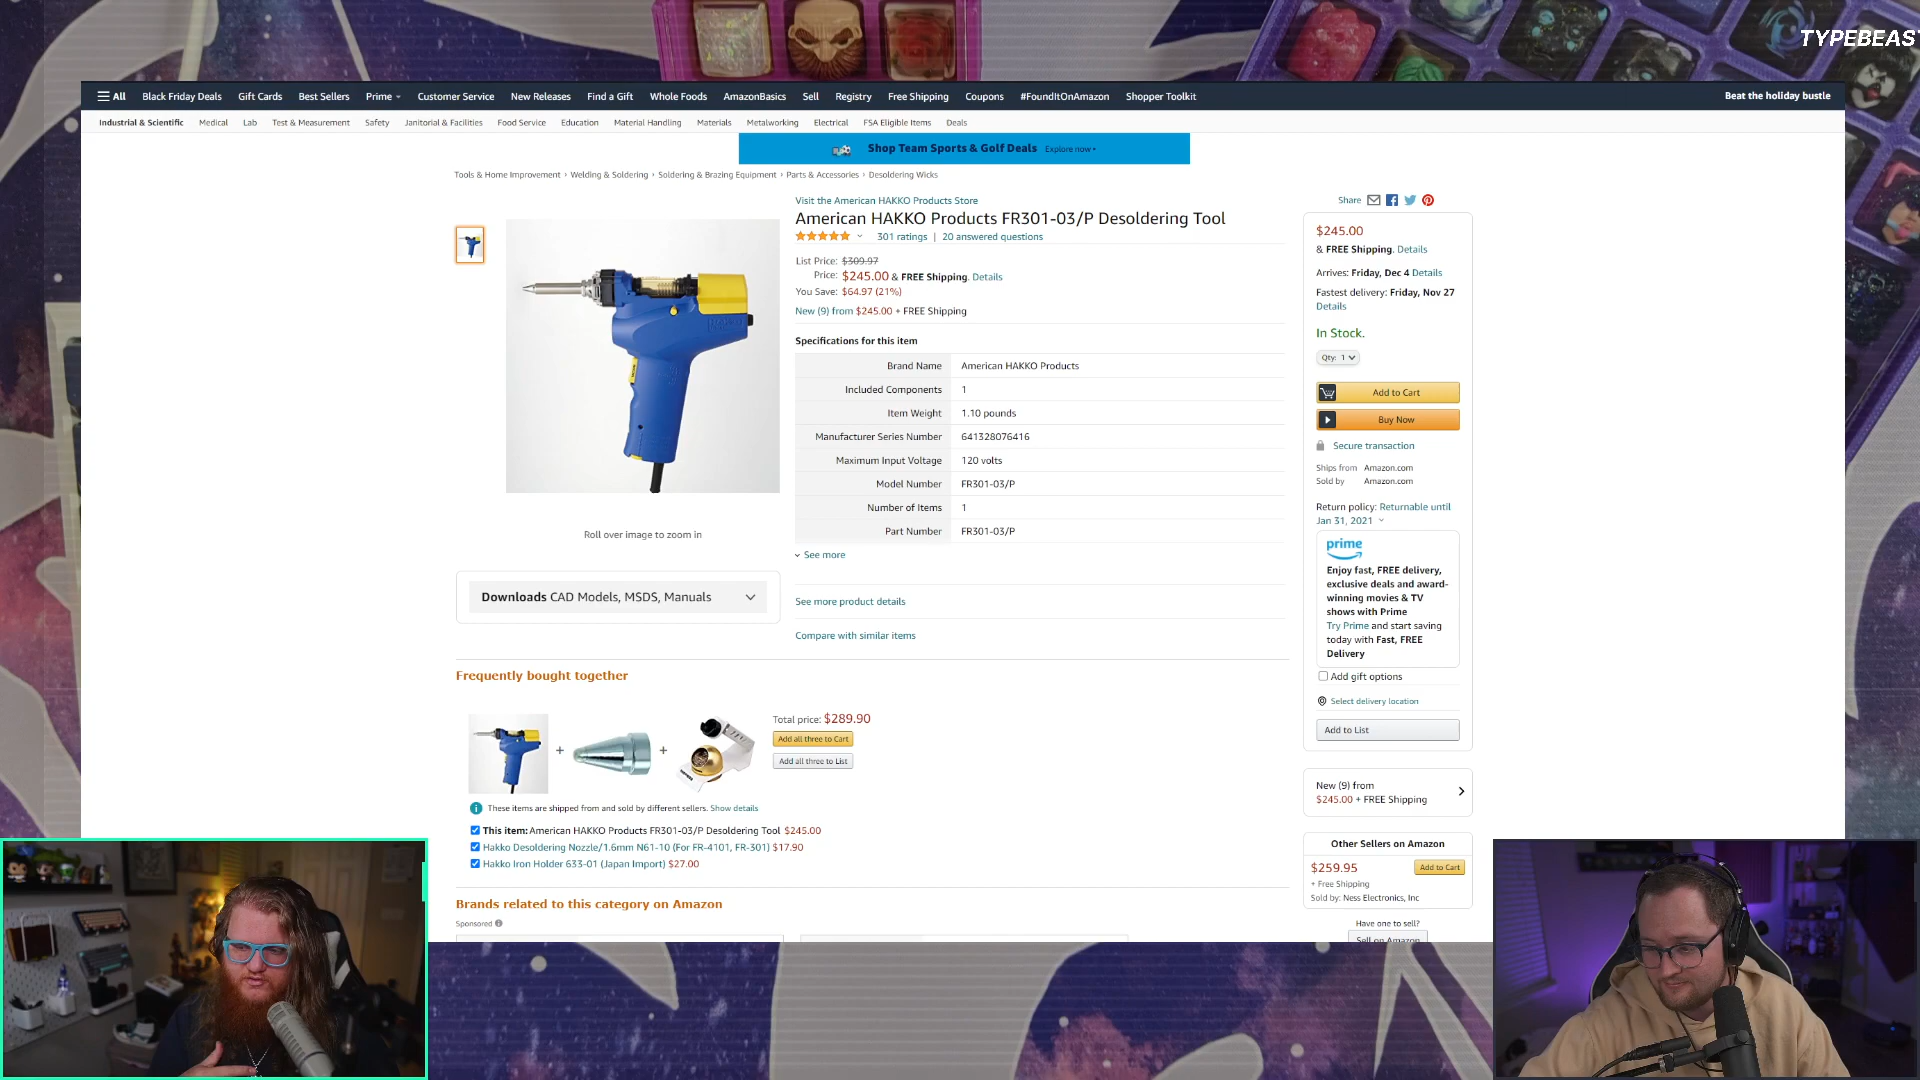 TYPEBEAST
All Black Friday Deals Gift Cards Best Sellers Prime Customer Service New Releases Find a Gift Whole Foods AmazonBasics Sell Registry Free Shipping Coupons #FoundItOnAmazon Shopper Toolkit Beat the holiday bustle
Industrial & Scientific Medical Lab Test & Measurement Safety Janitorial & Facilities Food Service Education Material Handling Materials Metalworking Electrical FSA Eligible Items Deals
Shop Team Sports & Golf Deals Explore now
Tools & Home Improvement › Welding & Soldering › Soldering & Brazing Equipment › Parts & Accessories › Desoldering Wicks
Visit the American HAKKO Products Store
American HAKKO Products FR301-03/P Desoldering Tool
301 ratings | 20 answered questions
List Price: $309.97
Price: $245.00 & FREE Shipping. Details
You Save: $64.97 (21%)
New (9) from $245.00 + FREE Shipping
Specifications for this item
Brand Name American HAKKO Products
Included Components 1
Item Weight 1.10 pounds
Manufacturer Series Number 641328076416
Maximum Input Voltage 120 volts
Model Number FR301-03/P
Number of Items 1
Part Number FR301-03/P
See more
See more product details
Compare with similar items
Roll over image to zoom in
Downloads CAD Models, MSDS, Manuals
Frequently bought together
Total price: $289.90
Add all three to Cart
Add all three to List
These items are shipped from and sold by different sellers. Show details
This item: American HAKKO Products FR301-03/P Desoldering Tool $245.00
Hakko Desoldering Nozzle/1.6mm N61-10 (For FR-4101, FR-301) $17.90
Hakko Iron Holder 633-01 (Japan Import) $27.00
Brands related to this category on Amazon
Sponsored
Share
$245.00
& FREE Shipping. Details
Arrives: Friday, Dec 4 Details
Fastest delivery: Friday, Nov 27
Details
In Stock.
Qty: 1
Add to Cart
Buy Now
Secure transaction
Ships from Amazon.com
Sold by Amazon.com
Return policy: Returnable until
Jan 31, 2021
prime
Enjoy fast, FREE delivery,
exclusive deals and award-
winning movies & TV
shows with Prime
Try Prime and start saving
today with Fast, FREE
Delivery
Add gift options
Select delivery location
Add to List
New (9) from
$245.00 + FREE Shipping
Other Sellers on Amazon
$259.95 Add to Cart
+ Free Shipping
Sold by: Ness Electronics, Inc
Have one to sell?
Sell on Amazon